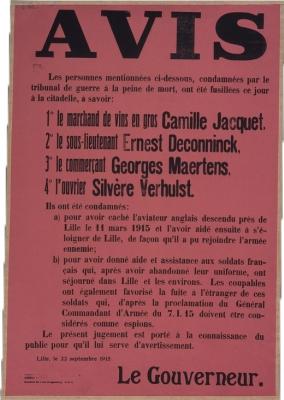 AVIS
Les personnes mentionnées ci-dessous, condamnées par le
tribunal de guerre à la peine de mort, ont été fusillées ce jour
à la citadelle, à savoir:
1° le marchand de vins en gros Camille Jacquet.
2° le sous-lieutenant Ernest Deconninck,
3° le commerçant Georges Maertens,
4° l'ouvrier Silvère Verhulst.
Ils ont été condamnés:
a) pour avoir caché l'aviateur anglais descendu près de
Lille le 11 mars 1915 et l'avoir aidé ensuite à s'é-
loigner de Lille, de façon qu'il a pu rejoindre l'armée
ennemie;
b) pour avoir donné aide et assistance aux soldats fran-
çais qui, après avoir abandonné leur uniforme, ont
séjourné dans Lille et les environs. Les coupables
ont également favorisé la fuite à l'étranger de ces
soldats qui, d'après la proclamation du Général
Commandant d'Armée du 7. I. 15 doivent être con-
sidérés comme espions.
Le présent jugement est porté à la connaissance du
public pour qu'il lui serve d'avertissement.
Lille, le 22 septembre 1915
Le Gouverneur.